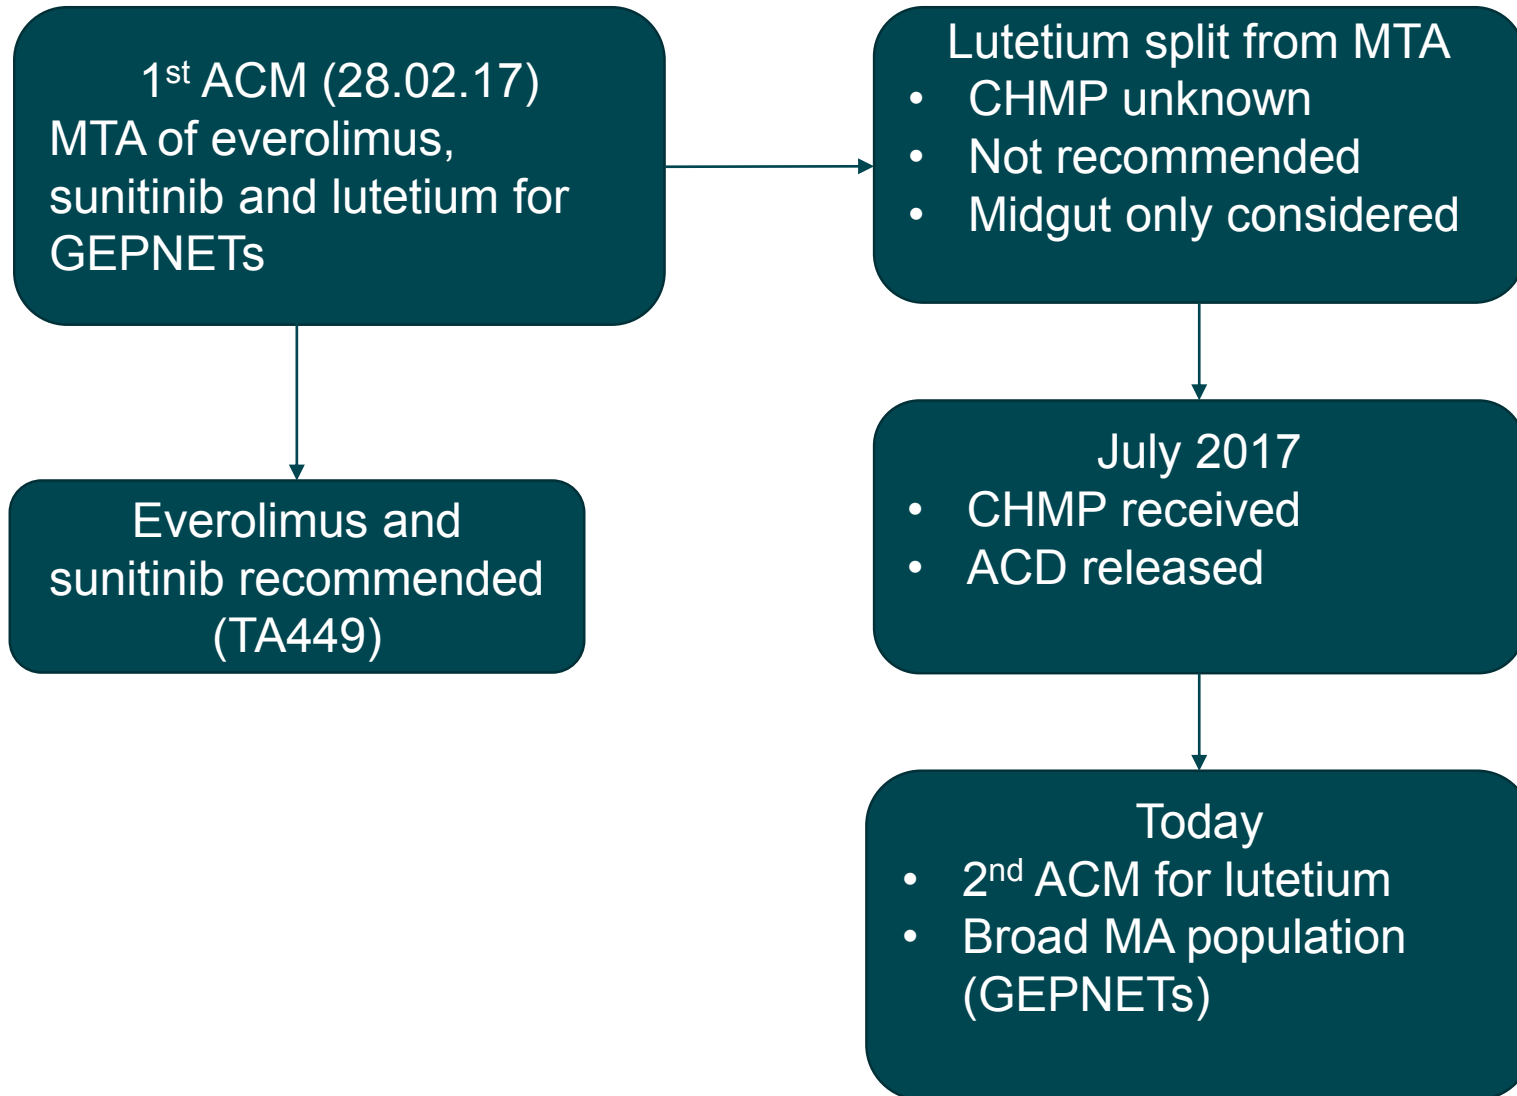 1st ACM (28.02.17)
MTA of everolimus,
sunitinib and lutetium for
GEPNETs
Lutetium split from MTA
• CHMP unknown
• Not recommended
• Midgut only considered
Everolimus and
sunitinib recommended
(TA449)
July 2017
• CHMP received
• ACD released
Today
• 2nd ACM for lutetium
• Broad MA population
(GEPNETs)